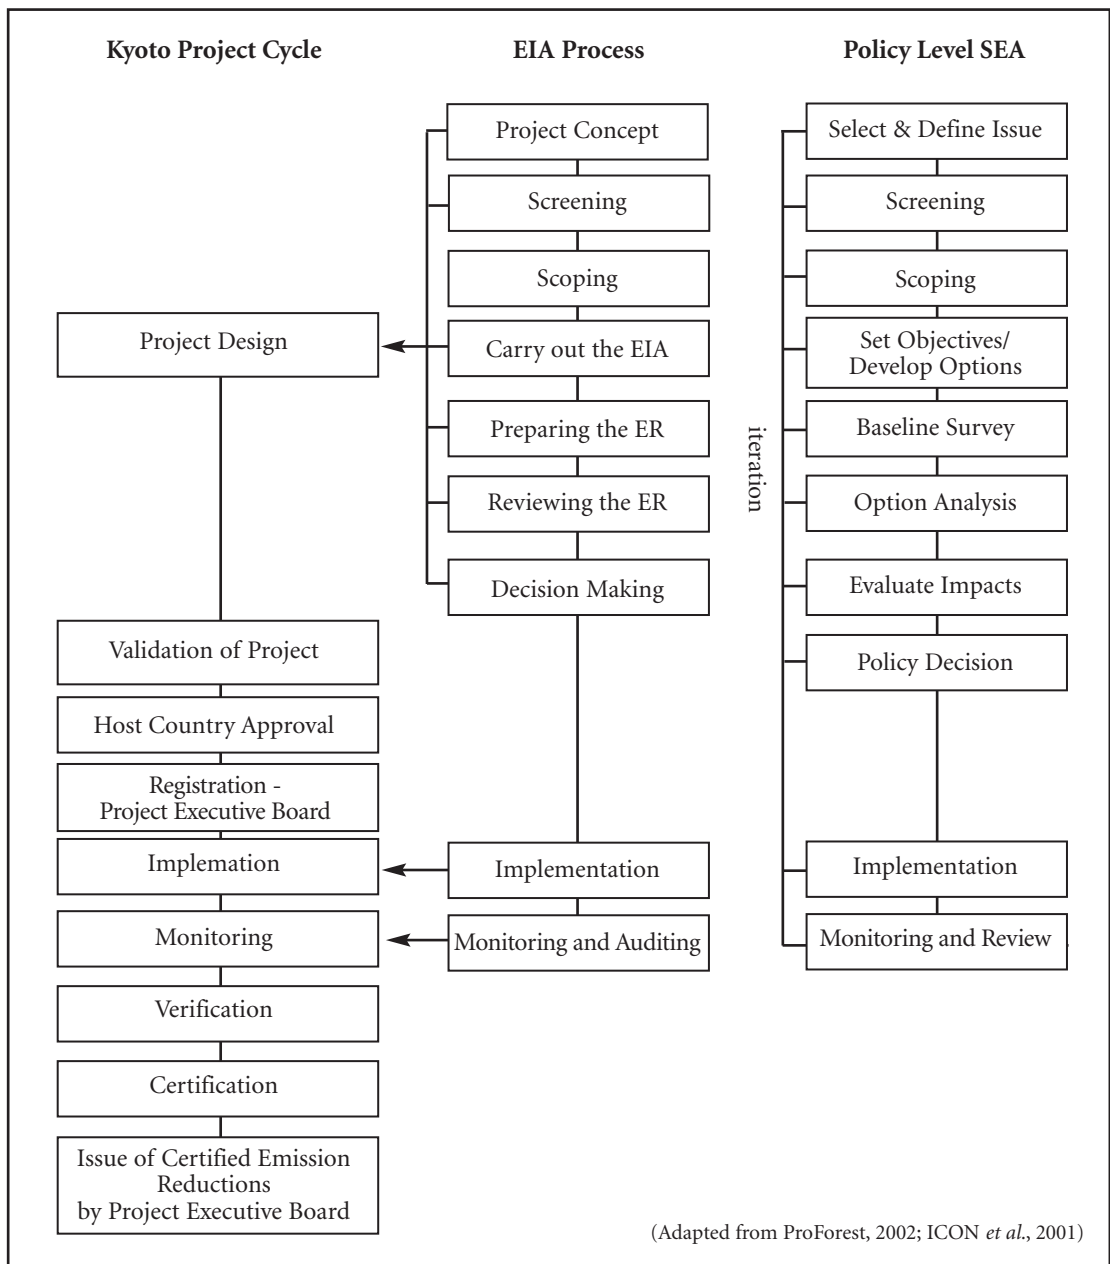 Kyoto Project Cycle
EIA Process
Policy Level SEA
Project Design
Validation of Project
Host Country Approval
Registration -
Project Executive Board
Implemation
Monitoring
Verification
Certification
Issue of Certified Emission
Reductions
by Project Executive Board
Project Concept
Screening
Scoping
Carry out the EIA
Preparing the ER
Reviewing the ER
Decision Making
Implementation
Monitoring and Auditing
iteration
Select & Define Issue
Screening
Scoping
Set Objectives/
Develop Options
Baseline Survey
Option Analysis
Evaluate Impacts
Policy Decision
Implementation
Monitoring and Review
(Adapted from ProForest, 2002; ICON et al., 2001)